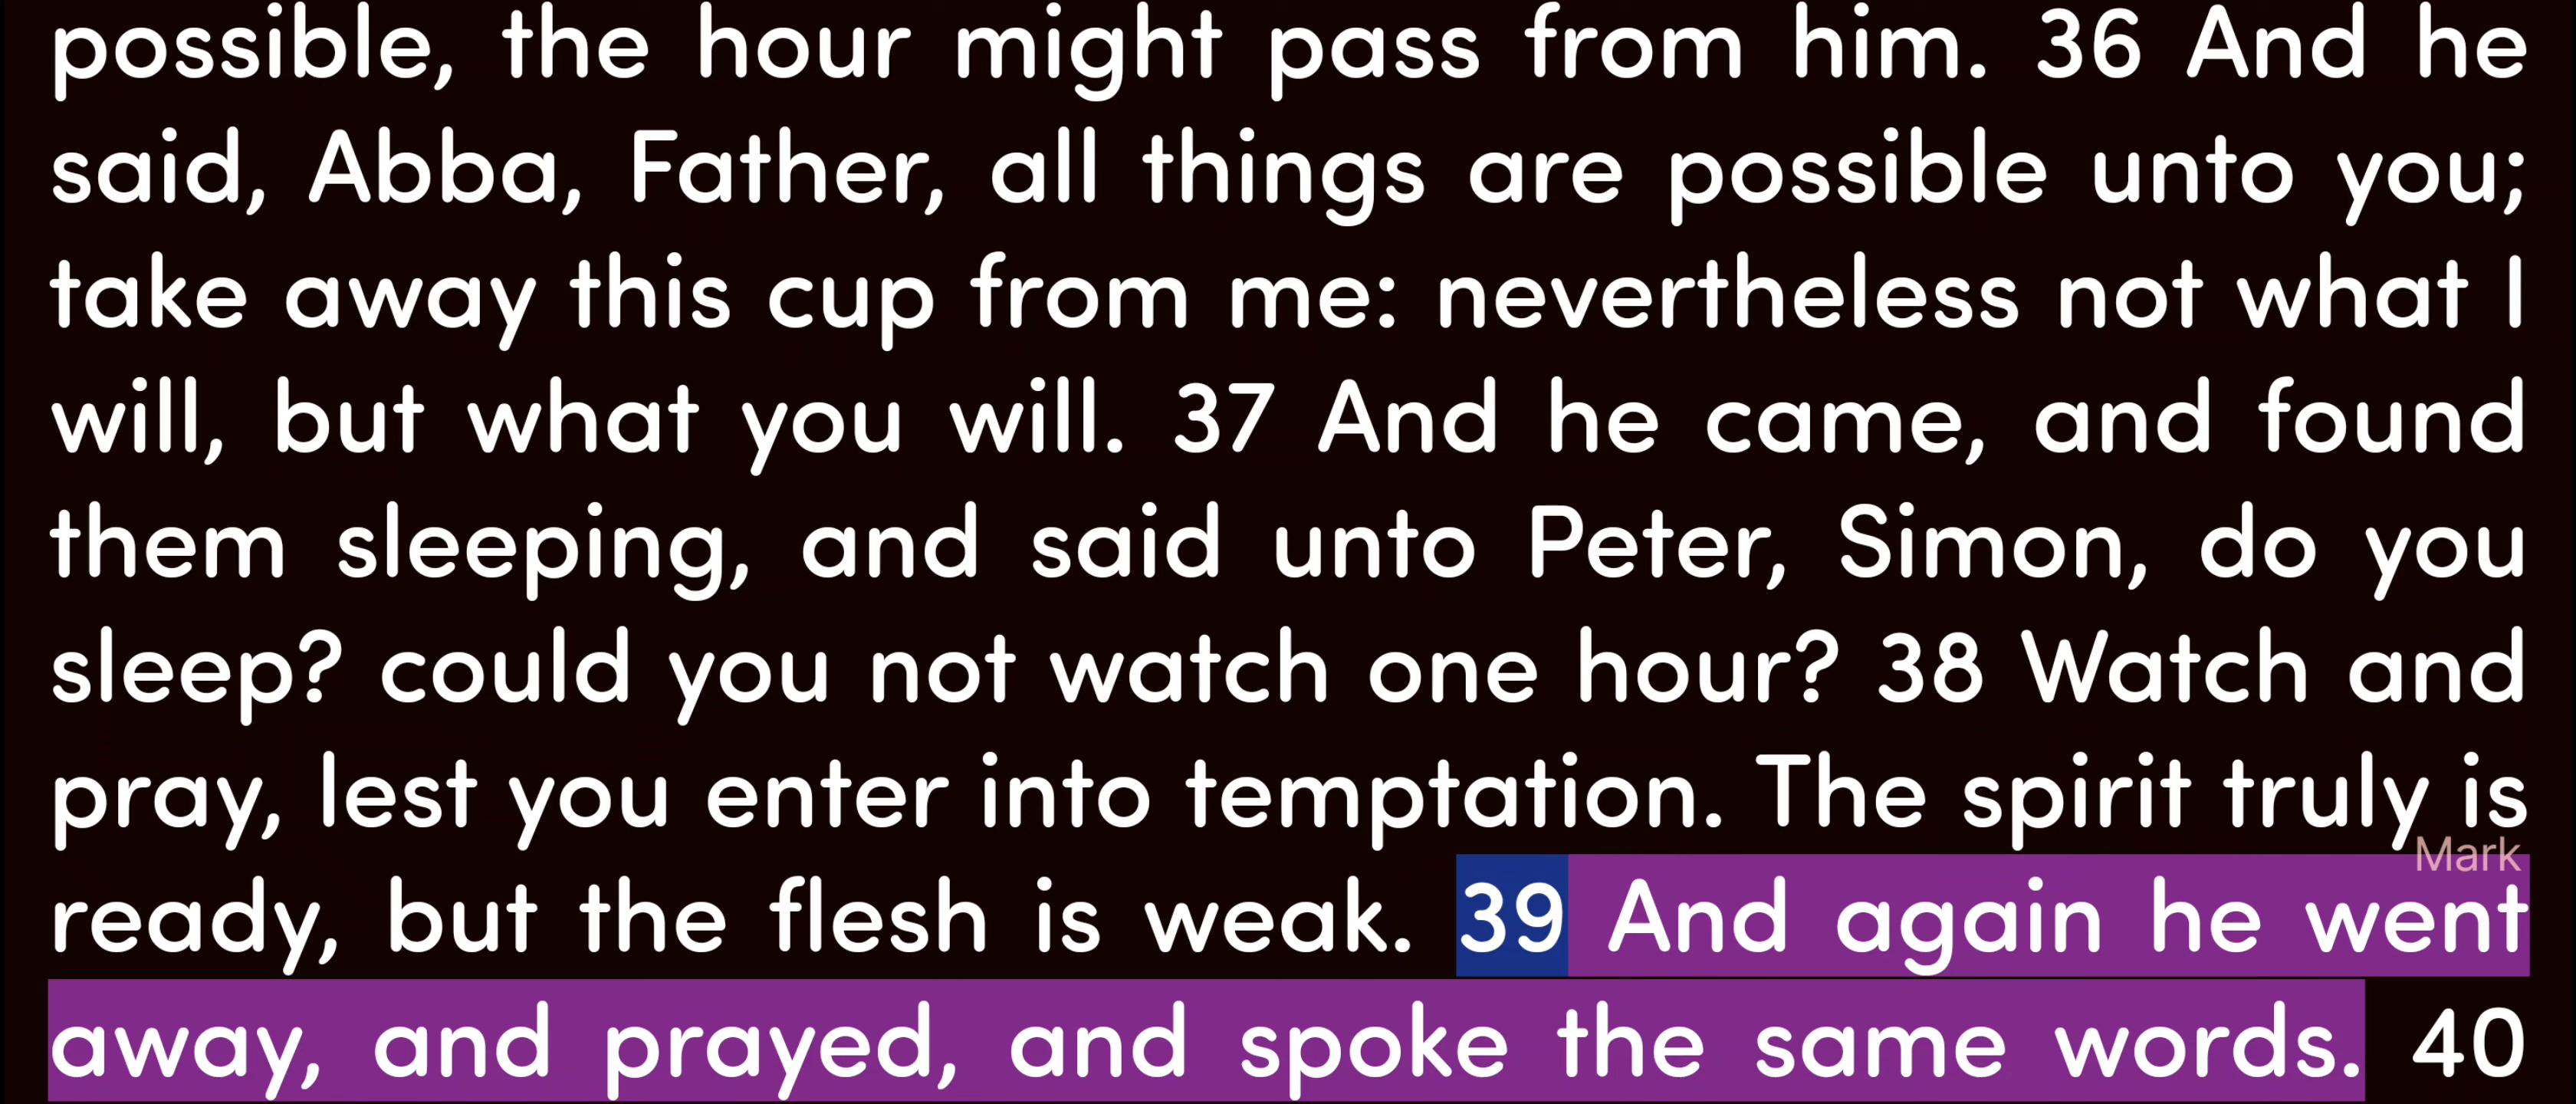 possible, the hour might pass from him. 36 And he
said, Abba, Father, all things are possible unto you;
take away this cup from me: nevertheless not what I
will, but what you will. 37 And he came, and found
them sleeping, and said unto Peter, Simon, do you
sleep? could you not watch one hour? 38 Watch and
pray, lest you enter into temptation. The spirit truly is
Mark
ready, but the flesh is weak. 39 And again he went
away, and prayed, and spoke the same words. 40